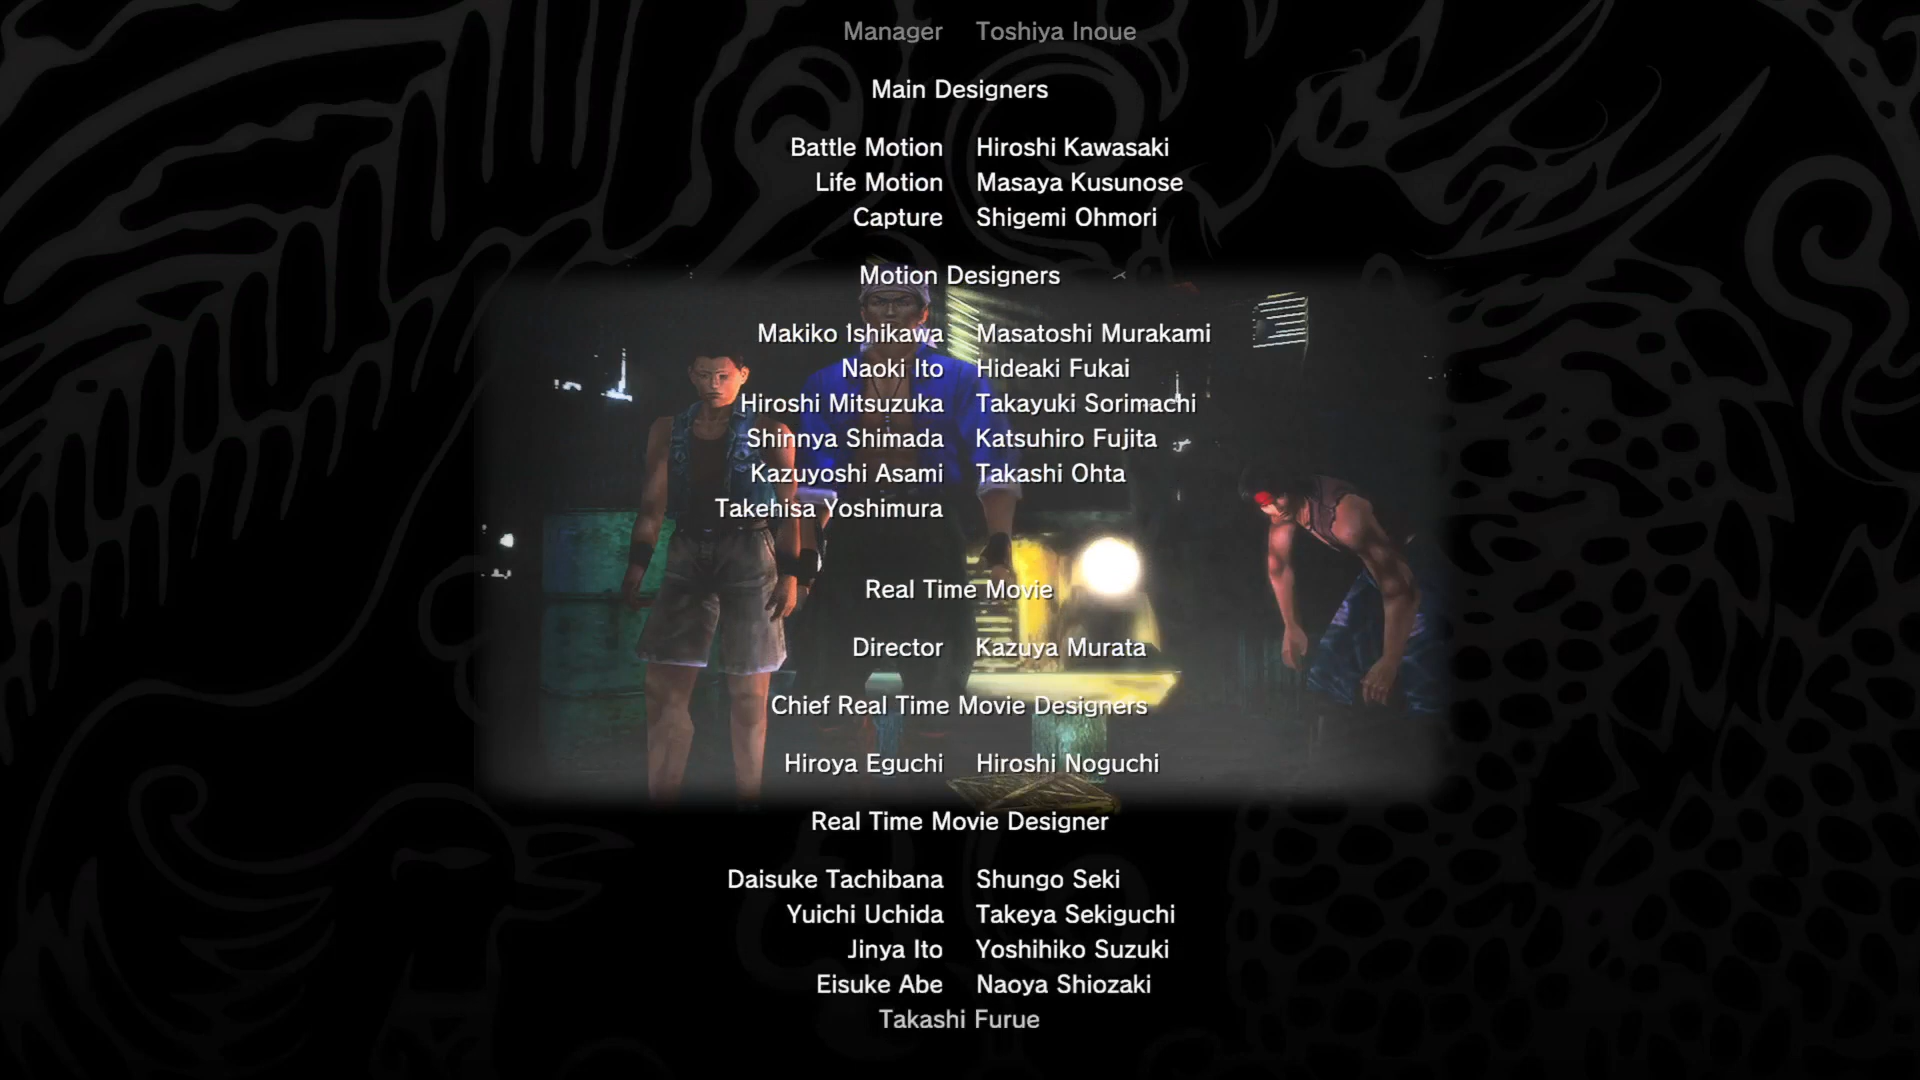 Manager Toshiya Inoue
Main Designers
Battle Motion Hiroshi Kawasaki
Life Motion Masaya Kusunose
Capture Shigemi Ohmori
Motion Designers
Makiko Ishikawa Masatoshi Murakami
Naoki Ito Hideaki Fukai
Hiroshi Mitsuzuka Takayuki Sorimachi
Shinnya Shimada Katsuhiro Fujita
Kazuyoshi Asami Takashi Ohta
Takehisa Yoshimura
Real Time Movie
Director Kazuya Murata
Chief Real Time Movie Designers
Hiroya Eguchi Hiroshi Noguchi
Real Time Movie Designer
Daisuke Tachibana Shungo Seki
Yuichi Uchida Takeya Sekiguchi
Jinya Ito Yoshihiko Suzuki
Eisuke Abe Naoya Shiozaki
Takashi Furue